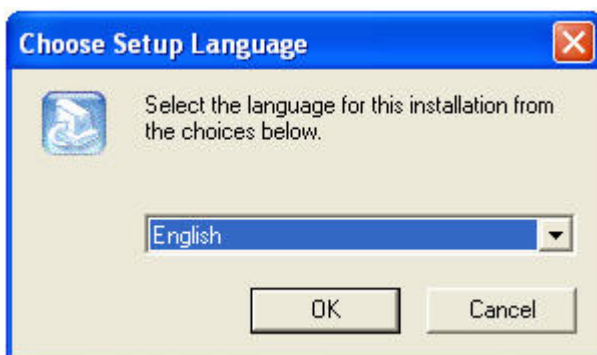 Choose Setup Language
Select the language for this installation from
the choices below.
English
OK
Cancel